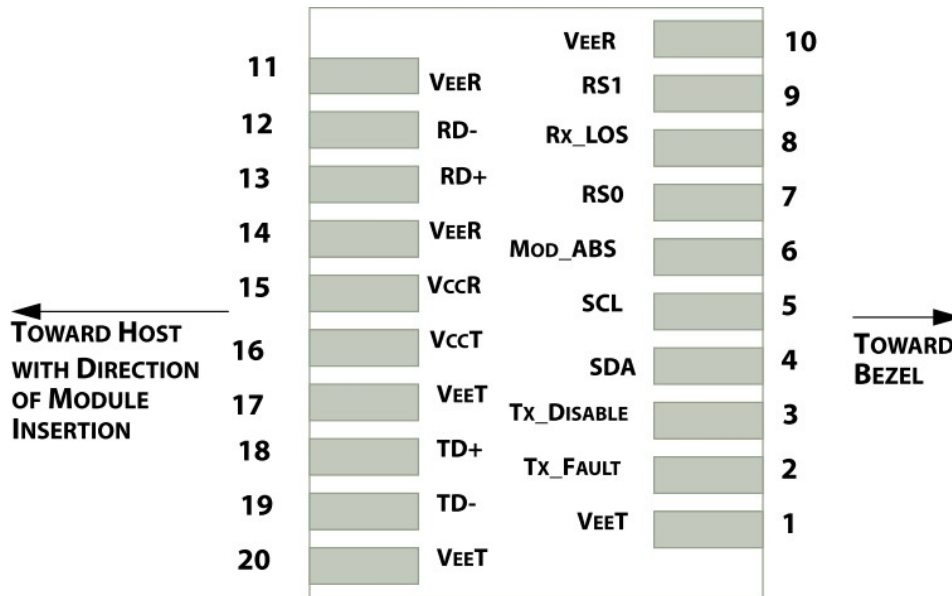 11 VEER
12 RD-
13 RD+
14 VEER
15 VCCR
16 VCCT
17 VEET
18 TD+
19 TD-
20 VEET
VEER 10
RS1 9
RX_LOS 8
RS0 7
MOD_ABS 6
SCL 5
SDA 4
TX_DISABLE 3
TX_FAULT 2
VEET 1
TOWARD HOST
WITH DIRECTION
OF MODULE
INSERTION
TOWARD
BEZEL